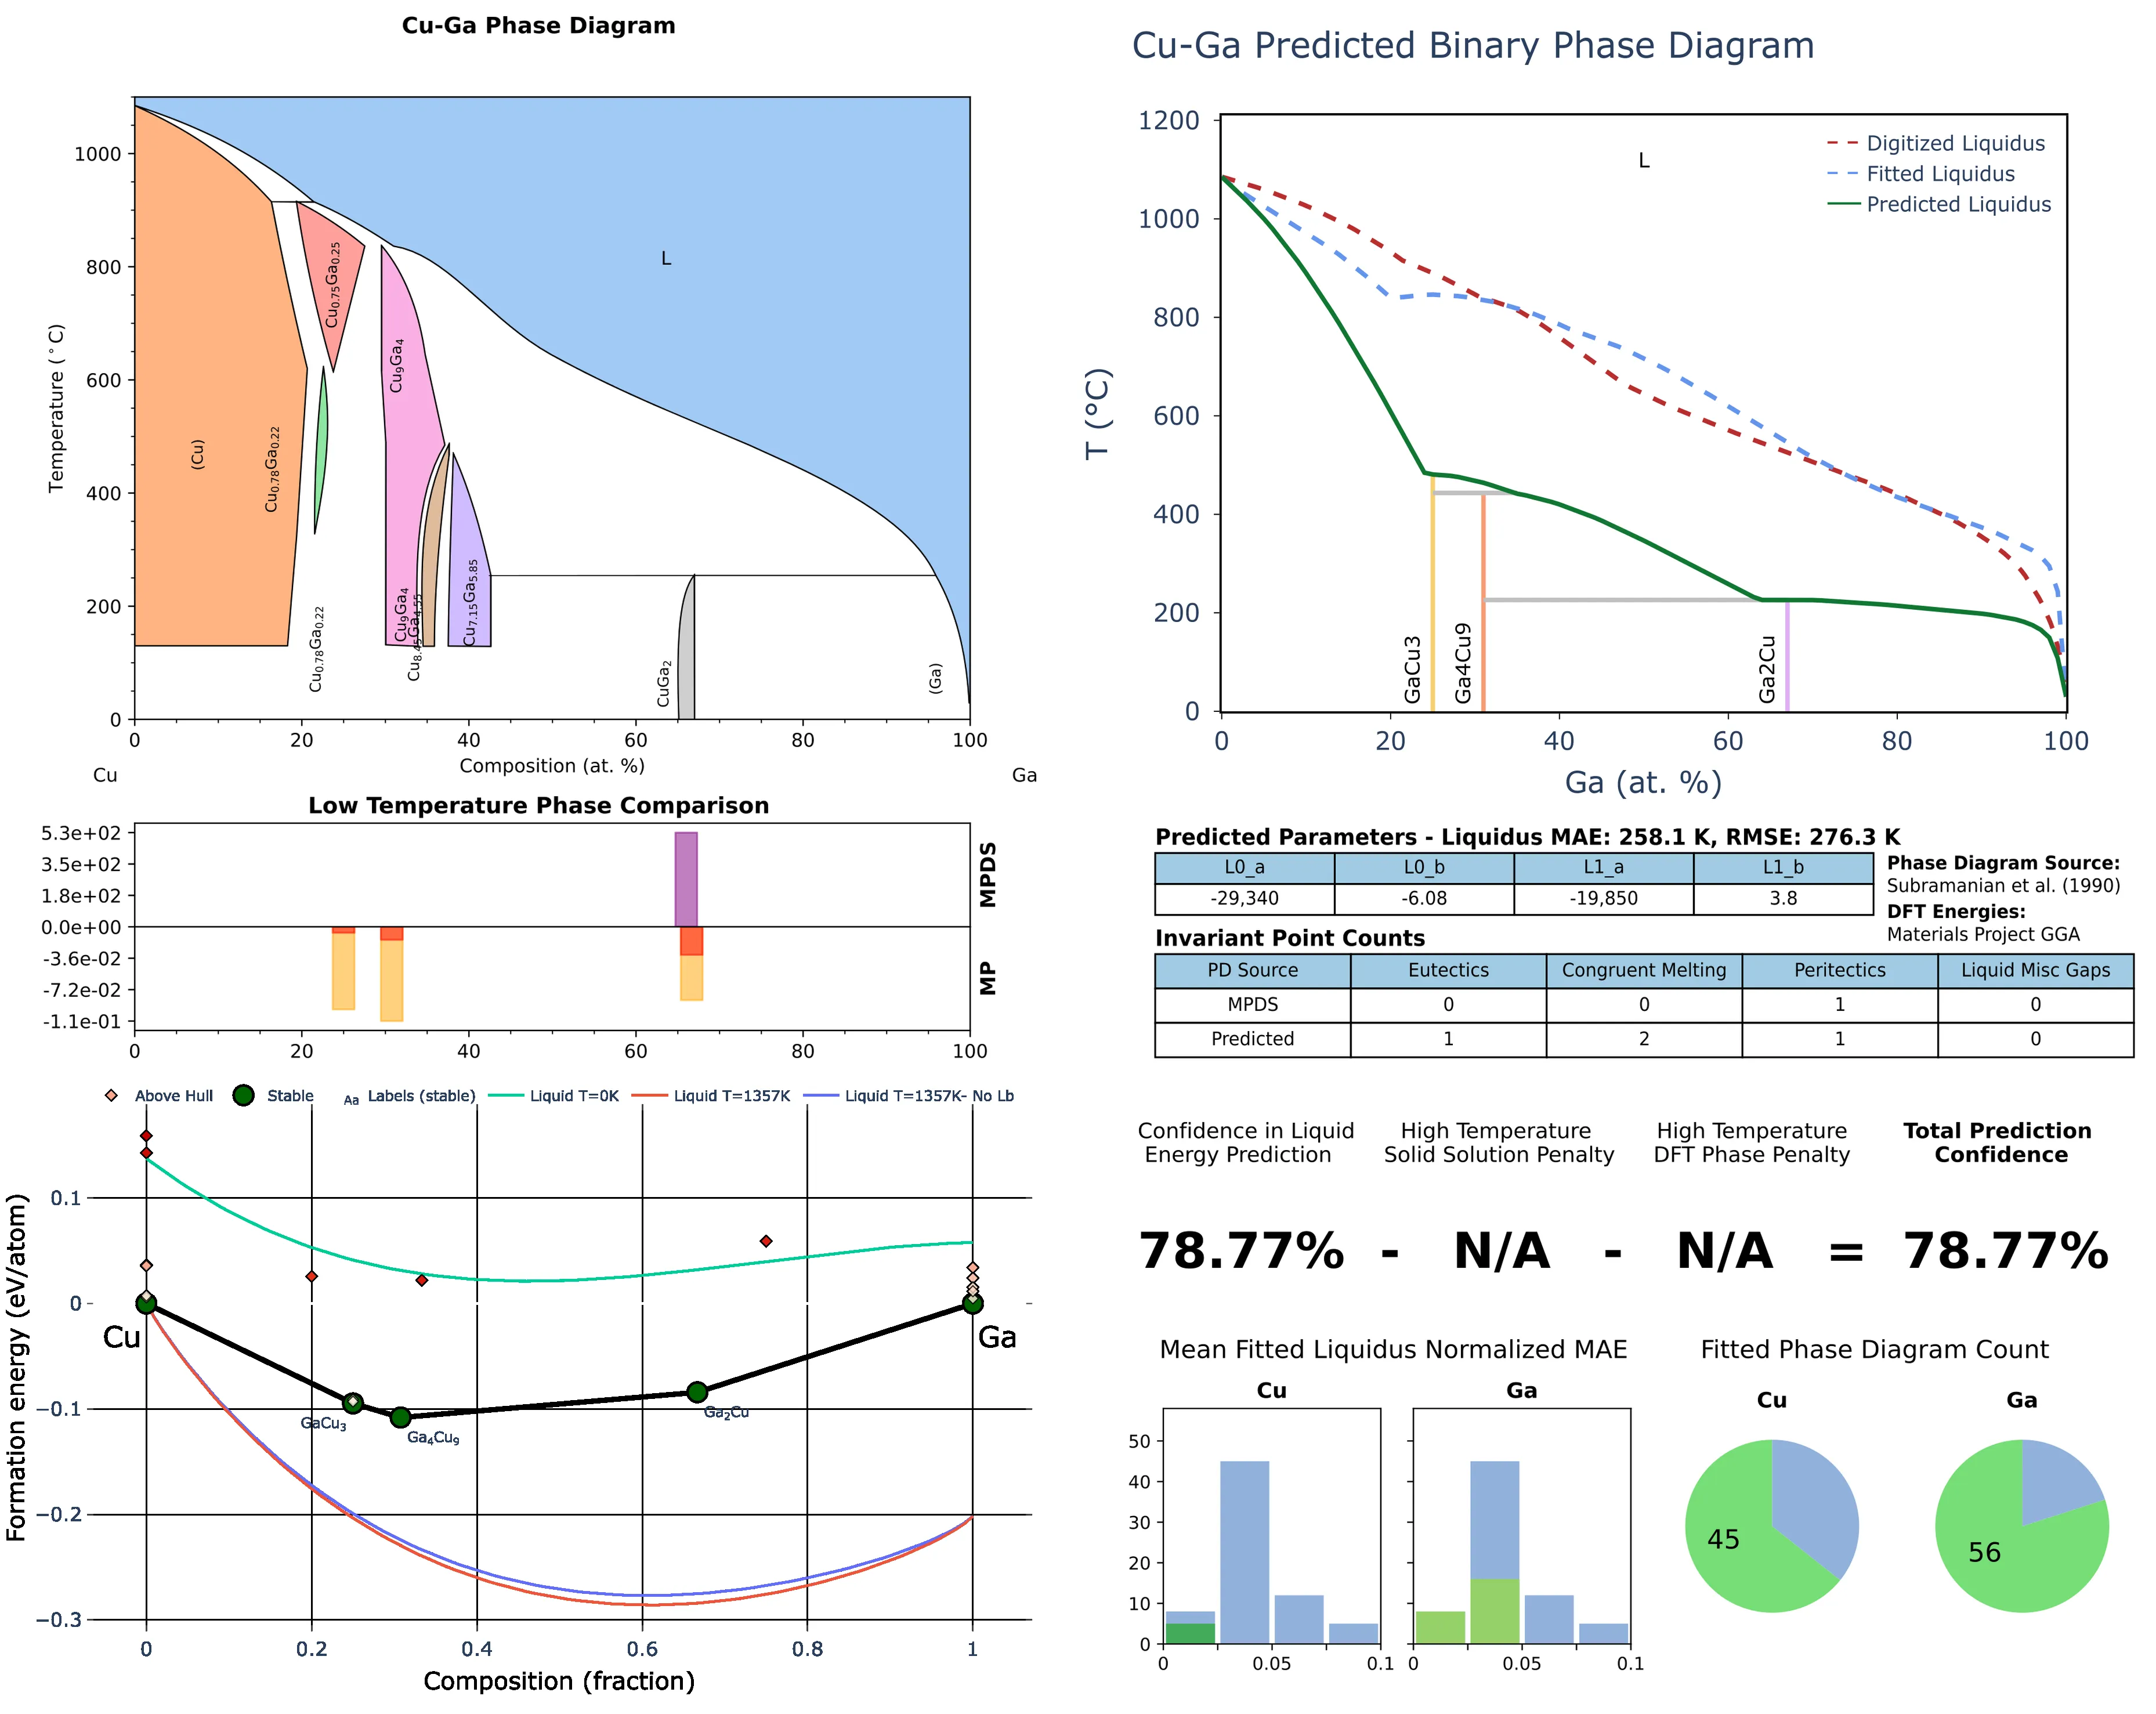 Cu-Ga Phase Diagram
Temperature (°C)
1000
800
600
400
200
0
L
(Cu)
Cu0.78Ga0.22
Cu0.75Ga0.25
Cu0.78Ga0.22
Cu9Ga4
Cu9Ga4
Cu8.45Ga4.55
Cu7.15Ga5.85
CuGa2
(Ga)
0 20 40 60 80 100
Composition (at. %)
Cu Ga
Low Temperature Phase Comparison
5.3e+02
3.5e+02
1.8e+02
0.0e+00
-3.6e-02
-7.2e-02
-1.1e-01
MPDS
MP
0 20 40 60 80 100
Above Hull Stable Aa Labels (stable) Liquid T=0K Liquid T=1357K Liquid T=1357K- No Lb
Formation energy (eV/atom)
0.1
0
−0.1
−0.2
−0.3
Cu
Ga
GaCu3
Ga4Cu9
Ga2Cu
0 0.2 0.4 0.6 0.8 1
Composition (fraction)
Cu-Ga Predicted Binary Phase Diagram
T (°C)
1200
1000
800
600
400
200
0
L
Digitized Liquidus
Fitted Liquidus
Predicted Liquidus
GaCu3
Ga4Cu9
Ga2Cu
0 20 40 60 80 100
Ga (at. %)
Predicted Parameters - Liquidus MAE: 258.1 K, RMSE: 276.3 K
L0_a L0_b L1_a L1_b
-29,340 -6.08 -19,850 3.8
Phase Diagram Source:
Subramanian et al. (1990)
DFT Energies:
Materials Project GGA
Invariant Point Counts
PD Source Eutectics Congruent Melting Peritectics Liquid Misc Gaps
MPDS 0 0 1 0
Predicted 1 2 1 0
Confidence in Liquid
Energy Prediction
High Temperature
Solid Solution Penalty
High Temperature
DFT Phase Penalty
Total Prediction
Confidence
78.77% - N/A - N/A = 78.77%
Mean Fitted Liquidus Normalized MAE
Cu Ga
50
40
30
20
10
0
0 0.05 0.1
0 0.05 0.1
Fitted Phase Diagram Count
Cu Ga
45
56